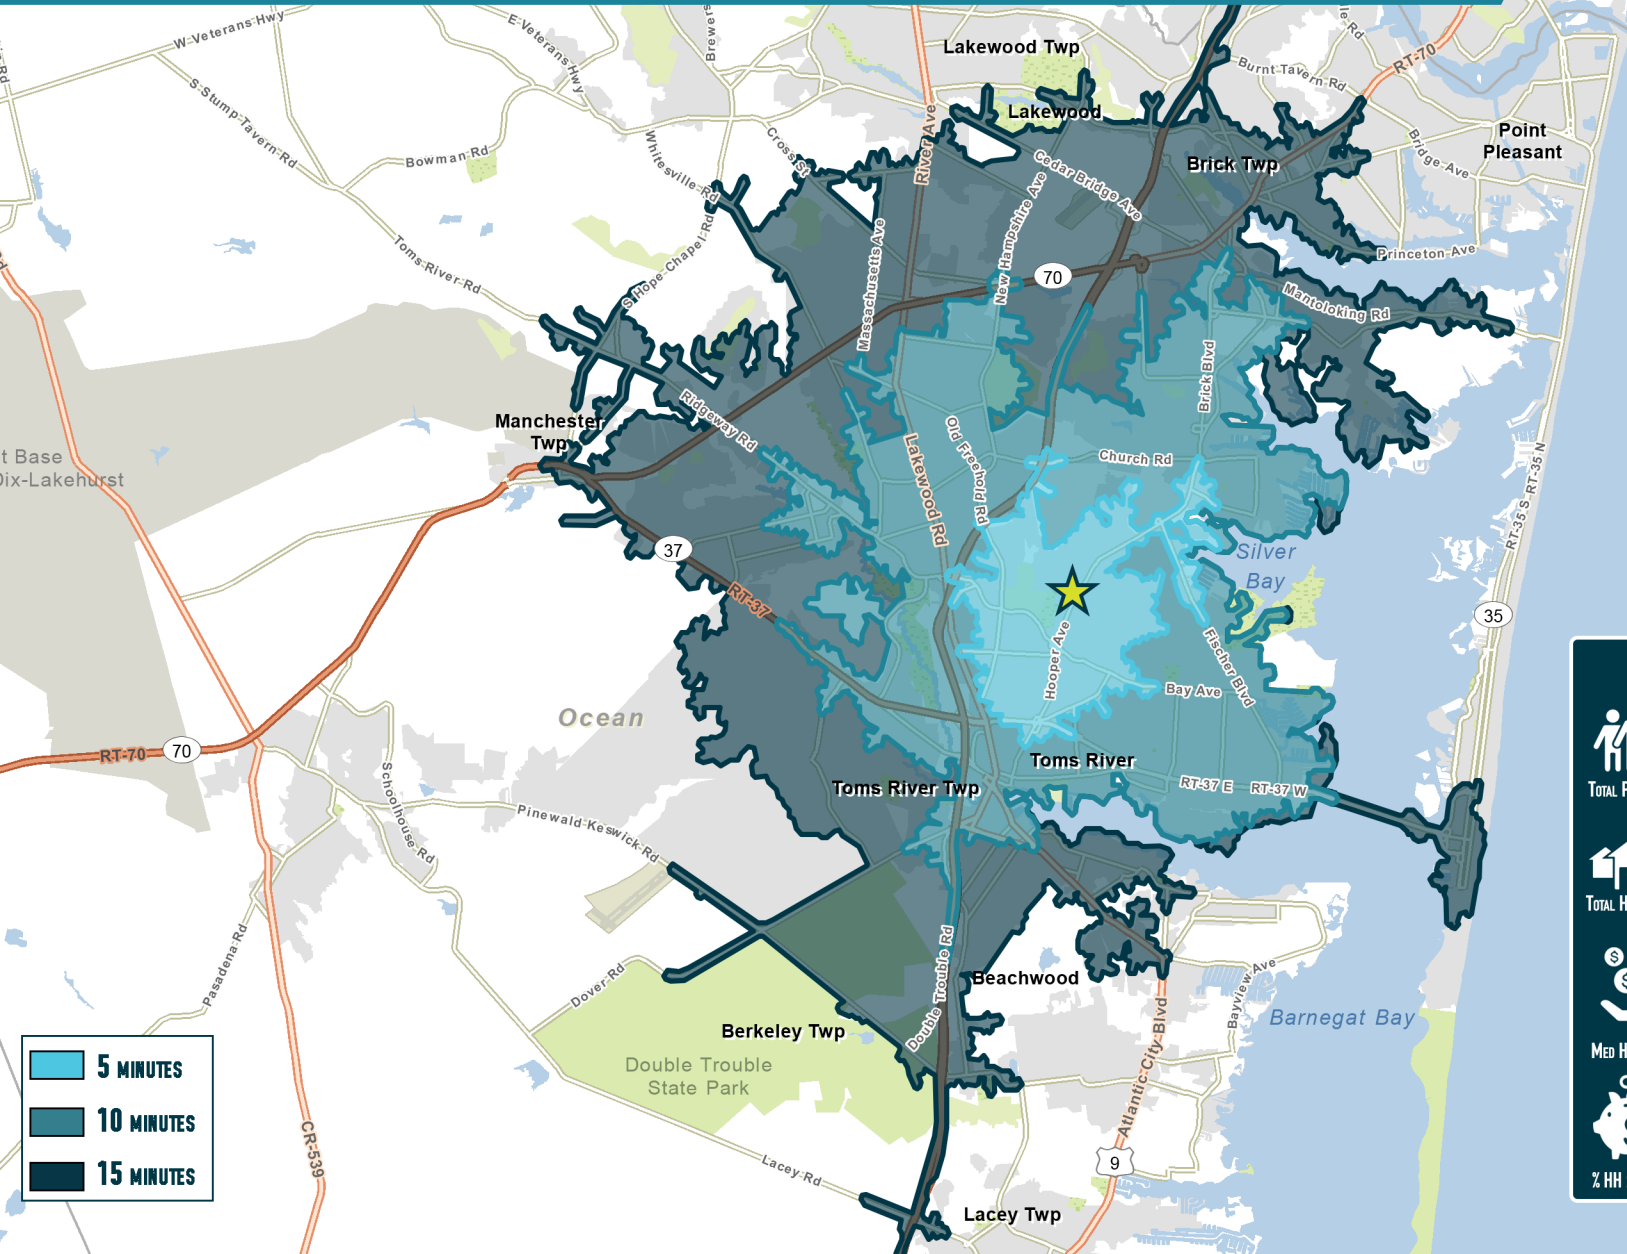 W Veterans Hwy
E Veterans Hwy
Lakewood Twp
RT-70
Burnt Tavern Rd
S Stump Tavern Rd
Bowman Rd
Whitesville Rd
Cross St
River Ave
Lakewood
Cedar Bridge Ave
Brick Twp
Bridge Ave
Point
Pleasant
Toms River Rd
S Hope Chapel Rd
Massachusetts Ave
New Hampshire Ave
70
Princeton Ave
Mantoloking Rd
Brick Blvd
Manchester
Twp
Ridgeway Rd
Lakewood Rd
Old Freehold Rd
Church Rd
t Base
Dix-Lakehurst
RT-35 S RT-35 N
37
RT-37
Silver
Bay
35
Hooper Ave
Fischer Blvd
Bay Ave
Ocean
RT-70
70
Toms River
Toms River Twp
RT-37 E
RT-37 W
Schoolhouse Rd
Pinewald Keswick Rd
Pasadena Rd
Dover Rd
Double Trouble Rd
Beachwood
Bayview Ave
Barnegat Bay
Berkeley Twp
Double Trouble
State Park
Atlantic City Blvd
CR-539
Lacey Rd
9
Lacey Twp
5 MINUTES
10 MINUTES
15 MINUTES
TOTAL
TOTAL H
MED H
% HH